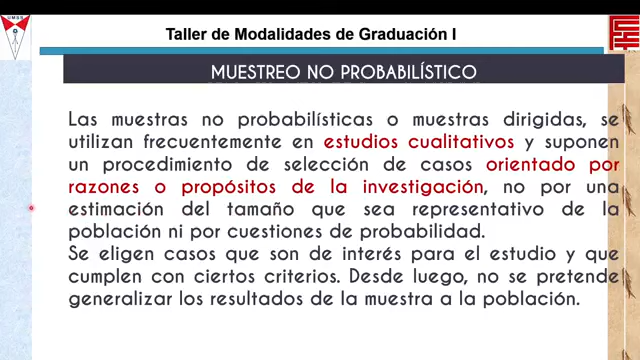 UMSS
Taller de Modalidades de Graduación I
MUESTREO NO PROBABILÍSTICO
Las muestras no probabilísticas o muestras dirigidas, se
utilizan frecuentemente en estudios cualitativos y suponen
un procedimiento de selección de casos orientado por
razones o propósitos de la investigación, no por una
estimación del tamaño que sea representativo de la
población ni por cuestiones de probabilidad.
Se eligen casos que son de interés para el estudio y que
cumplen con ciertos criterios. Desde luego, no se pretende
generalizar los resultados de la muestra a la población.